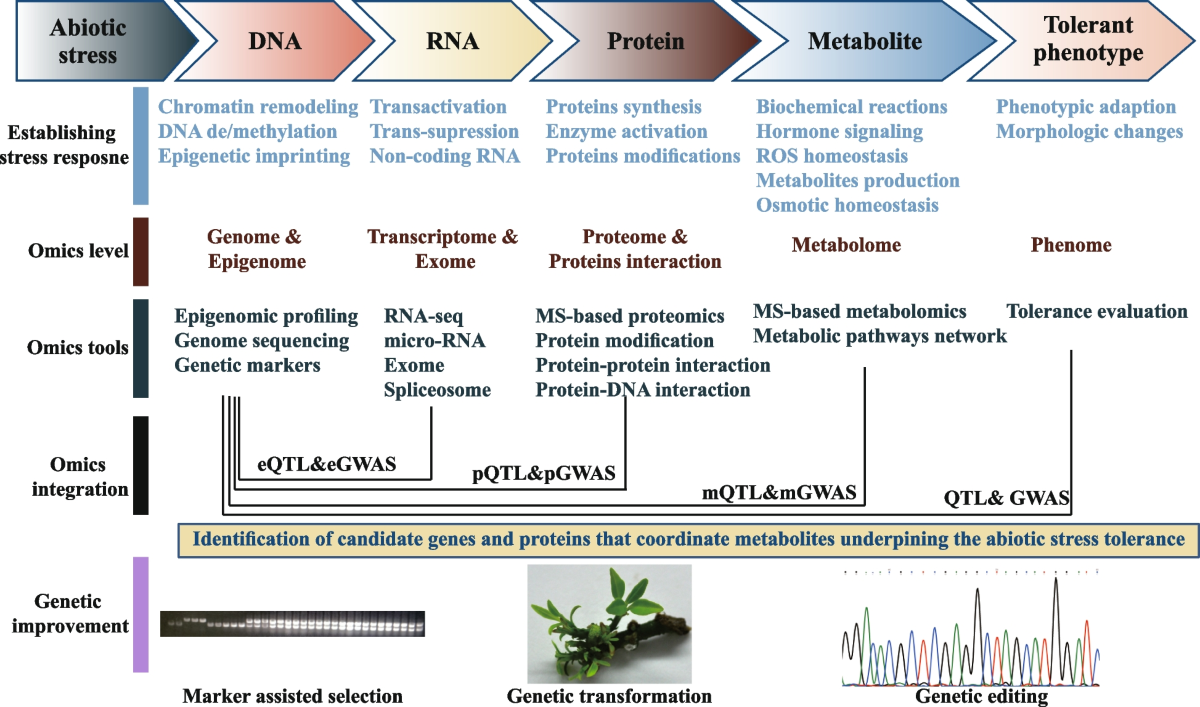 Abiotic
stress
DNA
RNA
Protein
Metabolite
Tolerant
phenotype
Establishing
stress resposne
Chromatin remodeling
DNA de/methylation
Epigenetic imprinting
Transactivation
Trans-supression
Non-coding RNA
Proteins synthesis
Enzyme activation
Proteins modifications
Biochemical reactions
Hormone signaling
ROS homeostasis
Metabolites production
Osmotic homeostasis
Phenotypic adaption
Morphologic changes
Omics level
Genome &
Epigenome
Transcriptome &
Exome
Proteome &
Proteins interaction
Metabolome
Phenome
Omics tools
Epigenomic profiling
Genome sequencing
Genetic markers
RNA-seq
micro-RNA
Exome
Spliceosome
MS-based proteomics
Protein modification
Protein-protein interaction
Protein-DNA interaction
MS-based metabolomics
Metabolic pathways network
Tolerance evaluation
Omics
integration
eQTL&eGWAS
pQTL&pGWAS
mQTL&mGWAS
QTL& GWAS
Identification of candidate genes and proteins that coordinate metabolites underpining the abiotic stress tolerance
Genetic
improvement
Marker assisted selection
Genetic transformation
Genetic editing